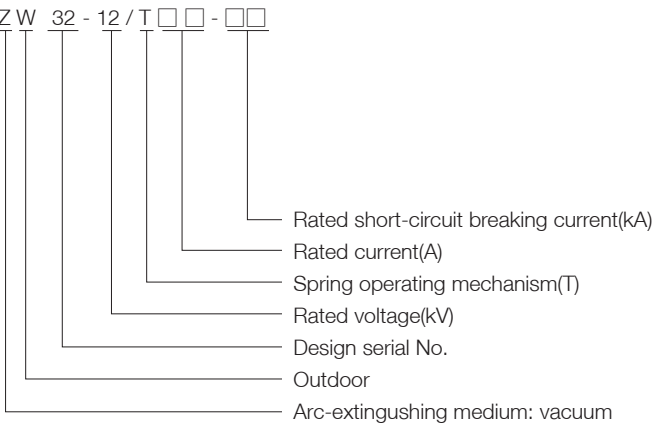 ZW 32 - 12 / T □ □ - □□
Rated short-circuit breaking current(kA)
Rated current(A)
Spring operating mechanism(T)
Rated voltage(kV)
Design serial No.
Outdoor
Arc-extingushing medium: vacuum